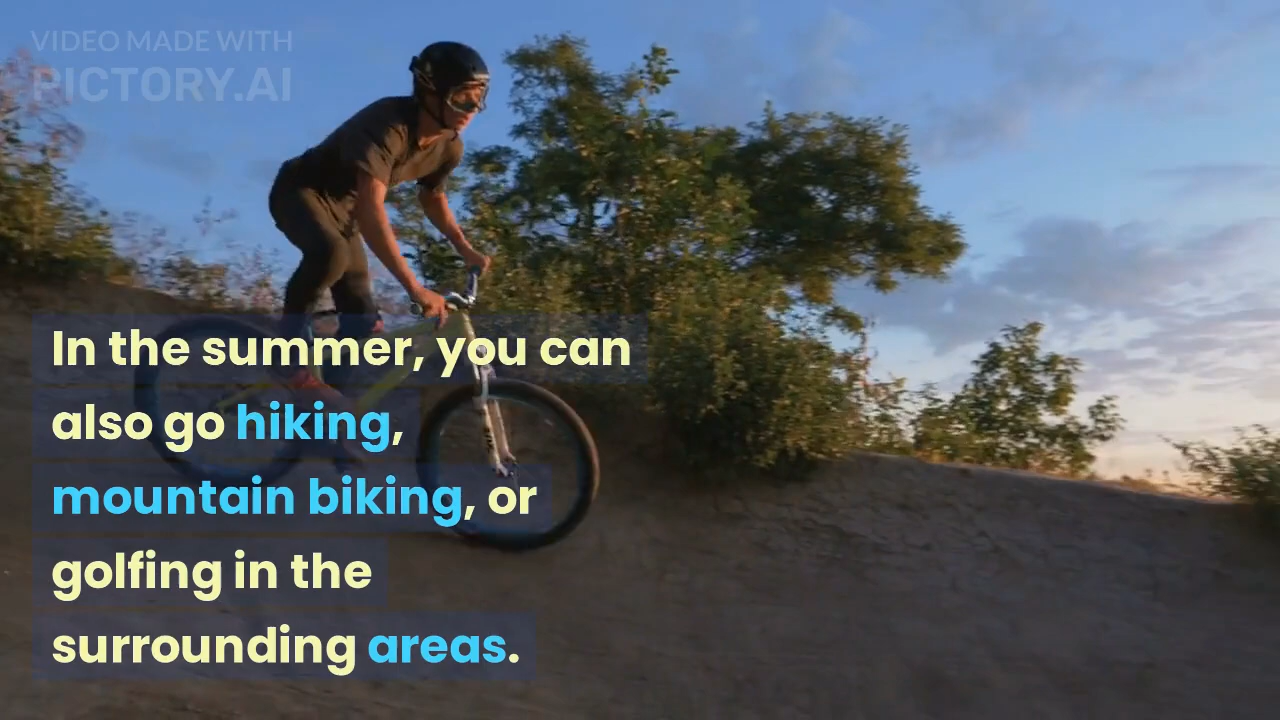 VIDEO MADE WITH
PICTORY.AI
In the summer, you can
also go hiking,
mountain biking, or
golfing in the
surrounding areas.